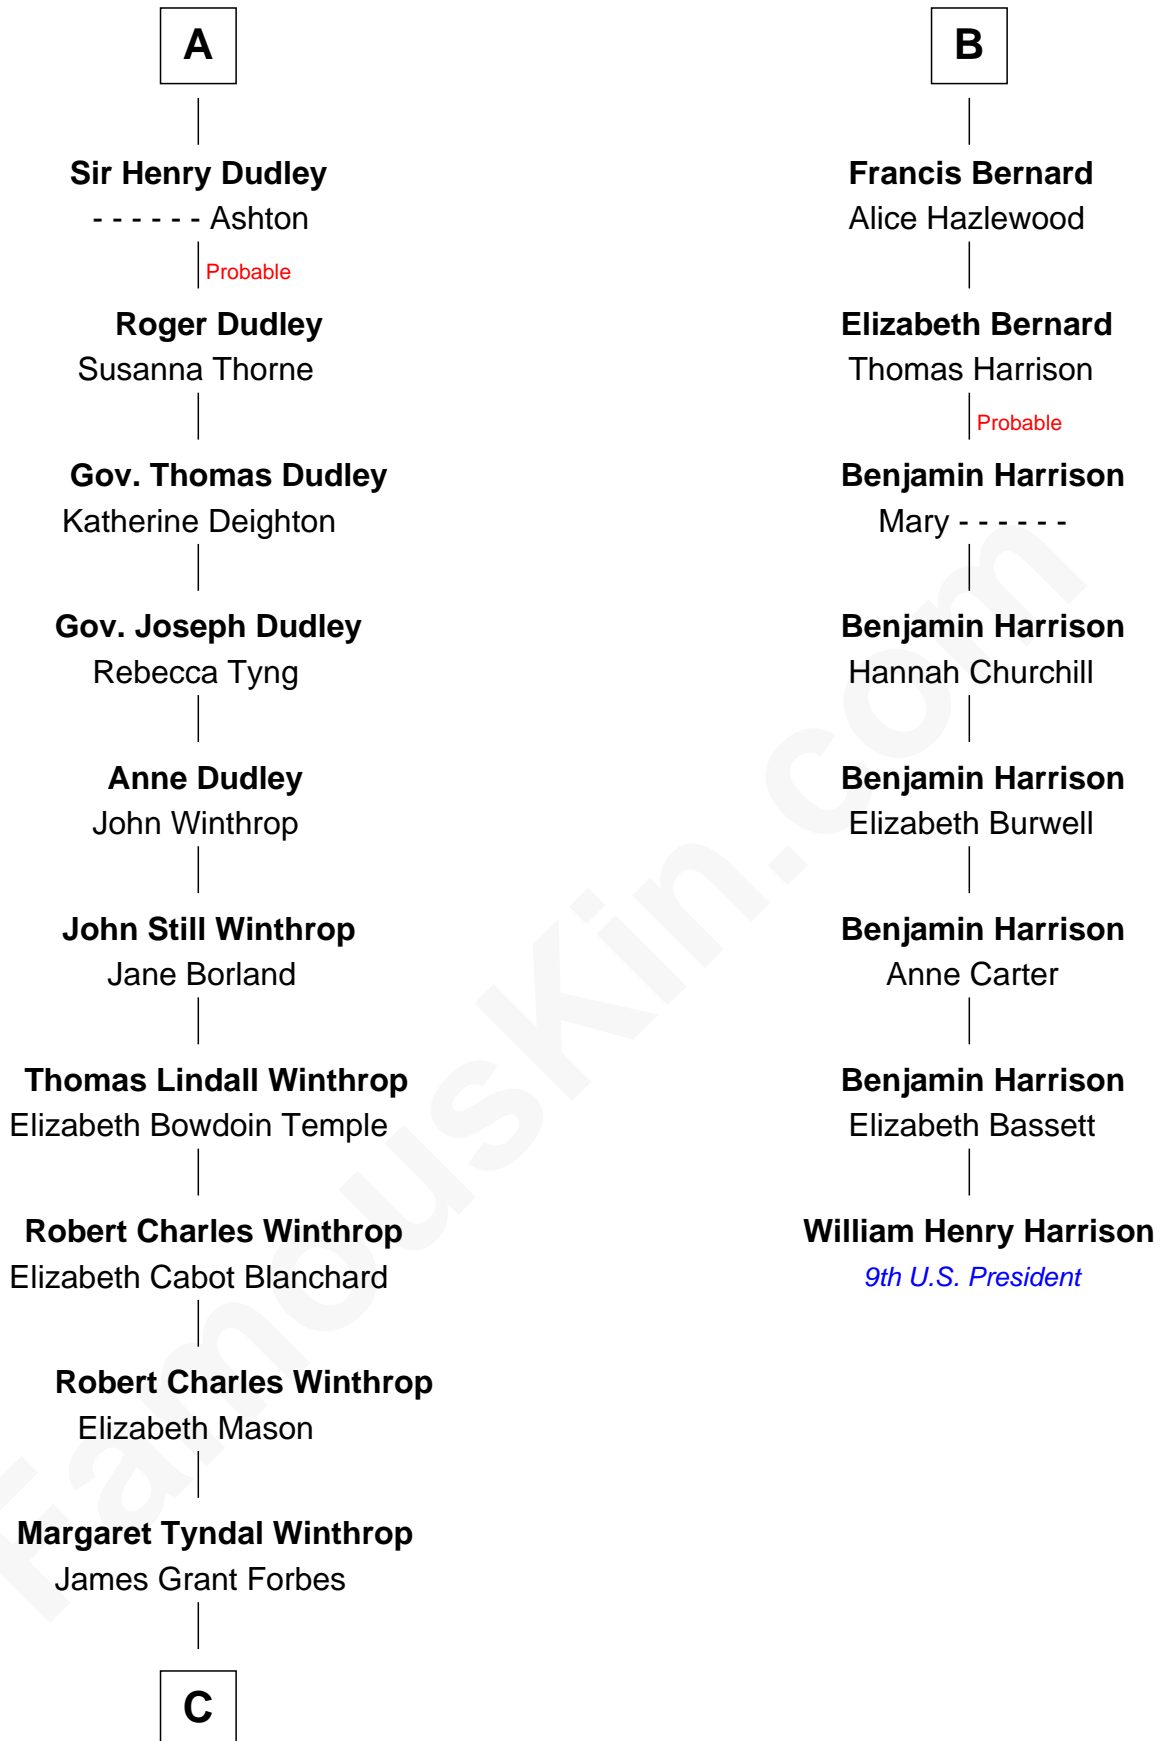 A
Sir Henry Dudley
- - - - - - Ashton
Probable
Roger Dudley
Susanna Thorne
Gov. Thomas Dudley
Katherine Deighton
Gov. Joseph Dudley
Rebecca Tyng
Anne Dudley
John Winthrop
John Still Winthrop
Jane Borland
Thomas Lindall Winthrop
Elizabeth Bowdoin Temple
Robert Charles Winthrop
Elizabeth Cabot Blanchard
Robert Charles Winthrop
Elizabeth Mason
Margaret Tyndal Winthrop
James Grant Forbes
C
B
Francis Bernard
Alice Hazlewood
Elizabeth Bernard
Thomas Harrison
Probable
Benjamin Harrison
Mary - - - - - -
Benjamin Harrison
Hannah Churchill
Benjamin Harrison
Elizabeth Burwell
Benjamin Harrison
Anne Carter
Benjamin Harrison
Elizabeth Bassett
William Henry Harrison
9th U.S. President
FamousKin.com